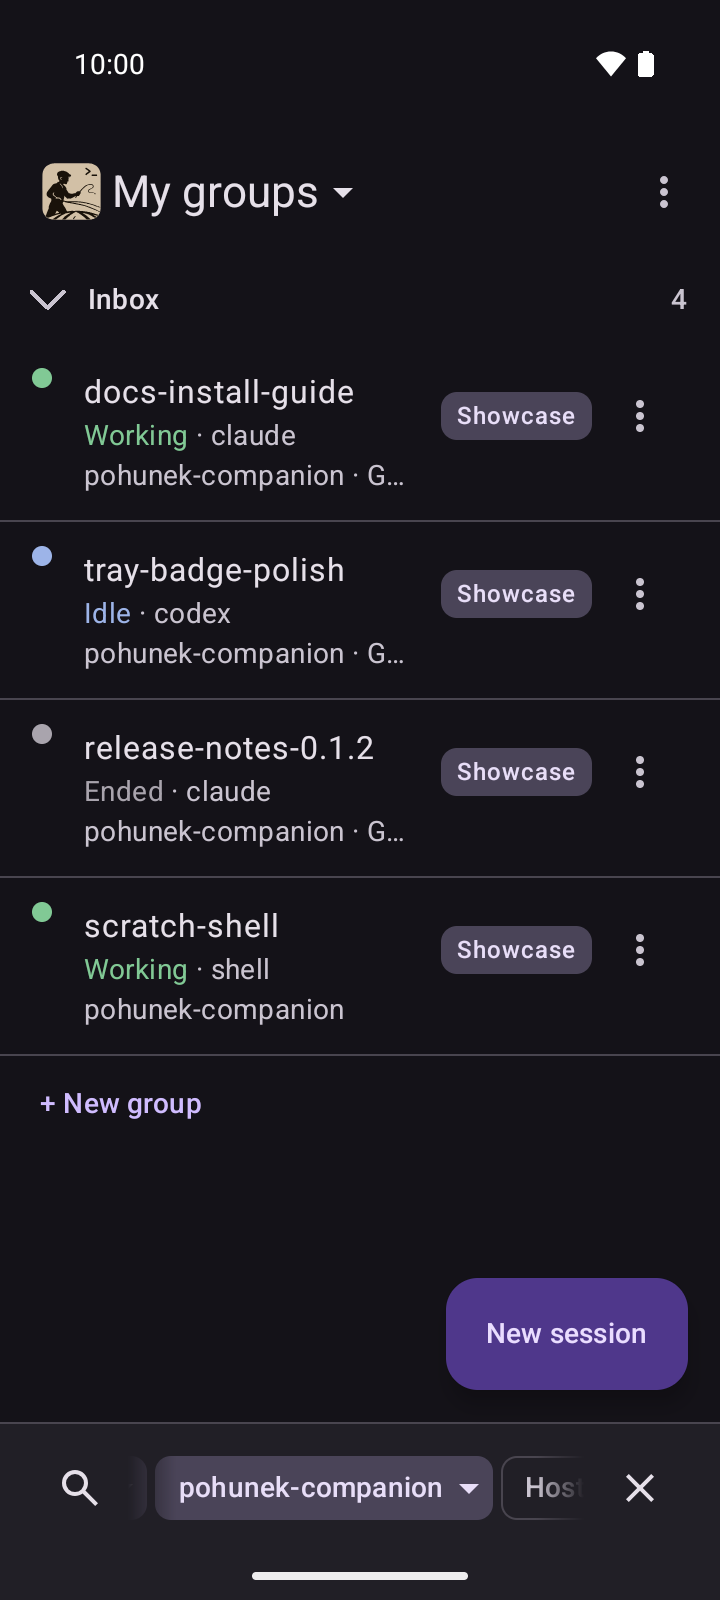 10:00
My groups
Inbox 4
docs-install-guide
Working · claude
pohunek-companion · G…
Showcase
tray-badge-polish
Idle · codex
pohunek-companion · G…
Showcase
release-notes-0.1.2
Ended · claude
pohunek-companion · G…
Showcase
scratch-shell
Working · shell
pohunek-companion
Showcase
+ New group
New session
pohunek-companion
Host